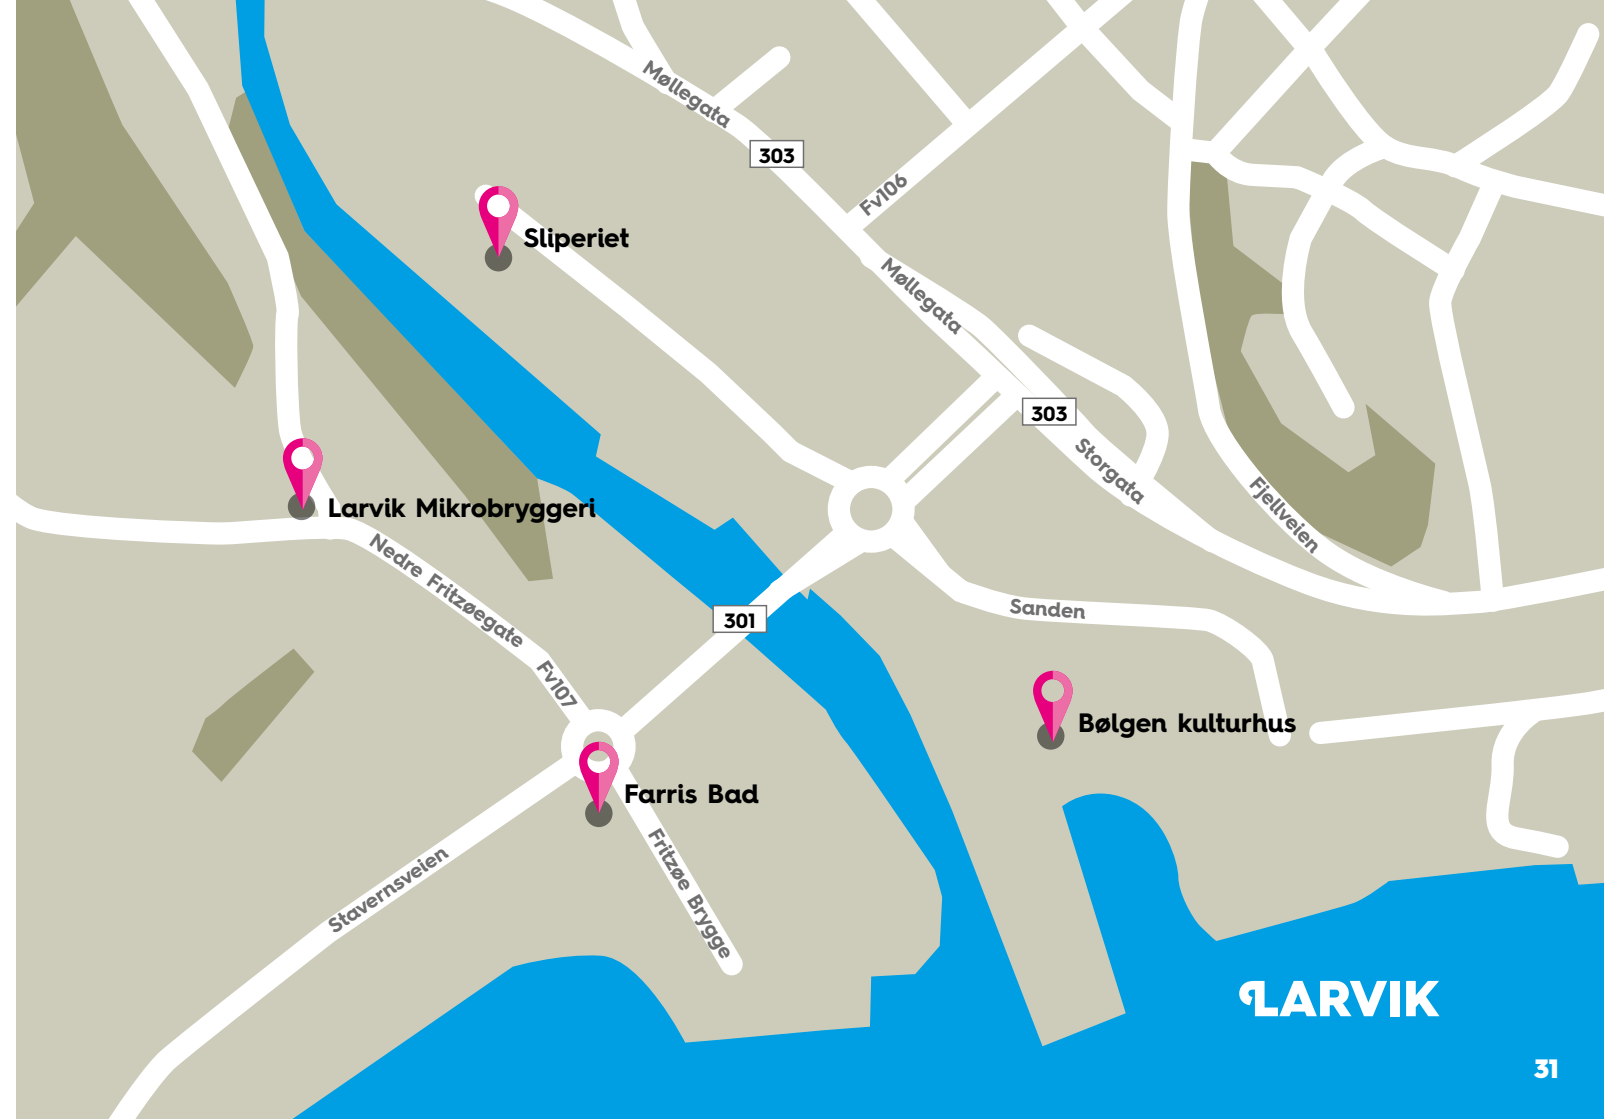 Møllegata
303
Fv106
Sliperiet
Møllegata
303
Storgata
Fjellveien
Larvik Mikrobryggeri
Nedre Fritzøegate
Fv107
301
Sanden
Bølgen kulturhus
Farris Bad
Fritzøe Brygge
Stavernsveien
LARVIK
31